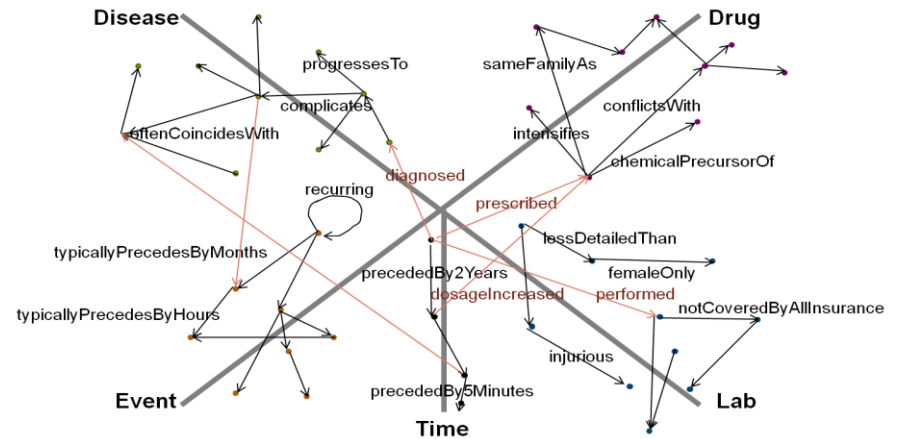 Disease
Drug
progressesTo
sameFamilyAs
complicates
conflictsWith
oftenCoincidesWith
intensifies
chemicalPrecursorOf
diagnosed
recurring
prescribed
lessDetailedThan
typicallyPrecedesByMonths
precededBy2Years
femaleOnly
dosageIncreased
performed
notCoveredByAllInsurance
typicallyPrecedesByHours
injurious
precededBy5Minutes
Event
Lab
Time